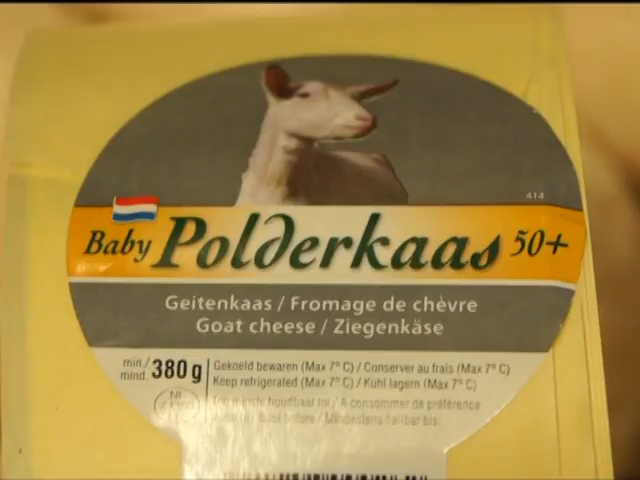 414
Baby Polderkaas 50+
Geitenkaas / Fromage de chèvre
Goat cheese / Ziegenkäse
min./ mind. 380 g
Gekoeld bewaren (Max 7° C) / Conserver au frais (Max 7° C)
Keep refrigerated (Max 7° C) / Kühl lagern (Max 7° C)
NL
Ten minste houdbaar tot / A consommer de préférence
Best before / Mindestens haltbar bis: